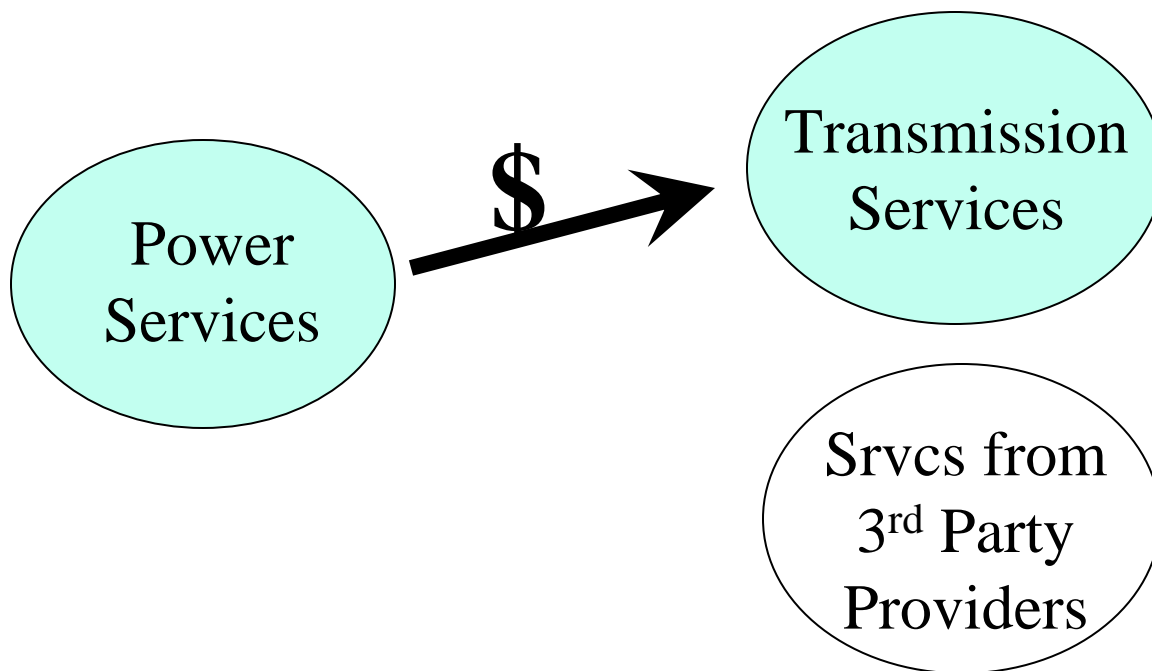 Power
Services
$
Transmission
Services
Srvcs from
3rd Party
Providers